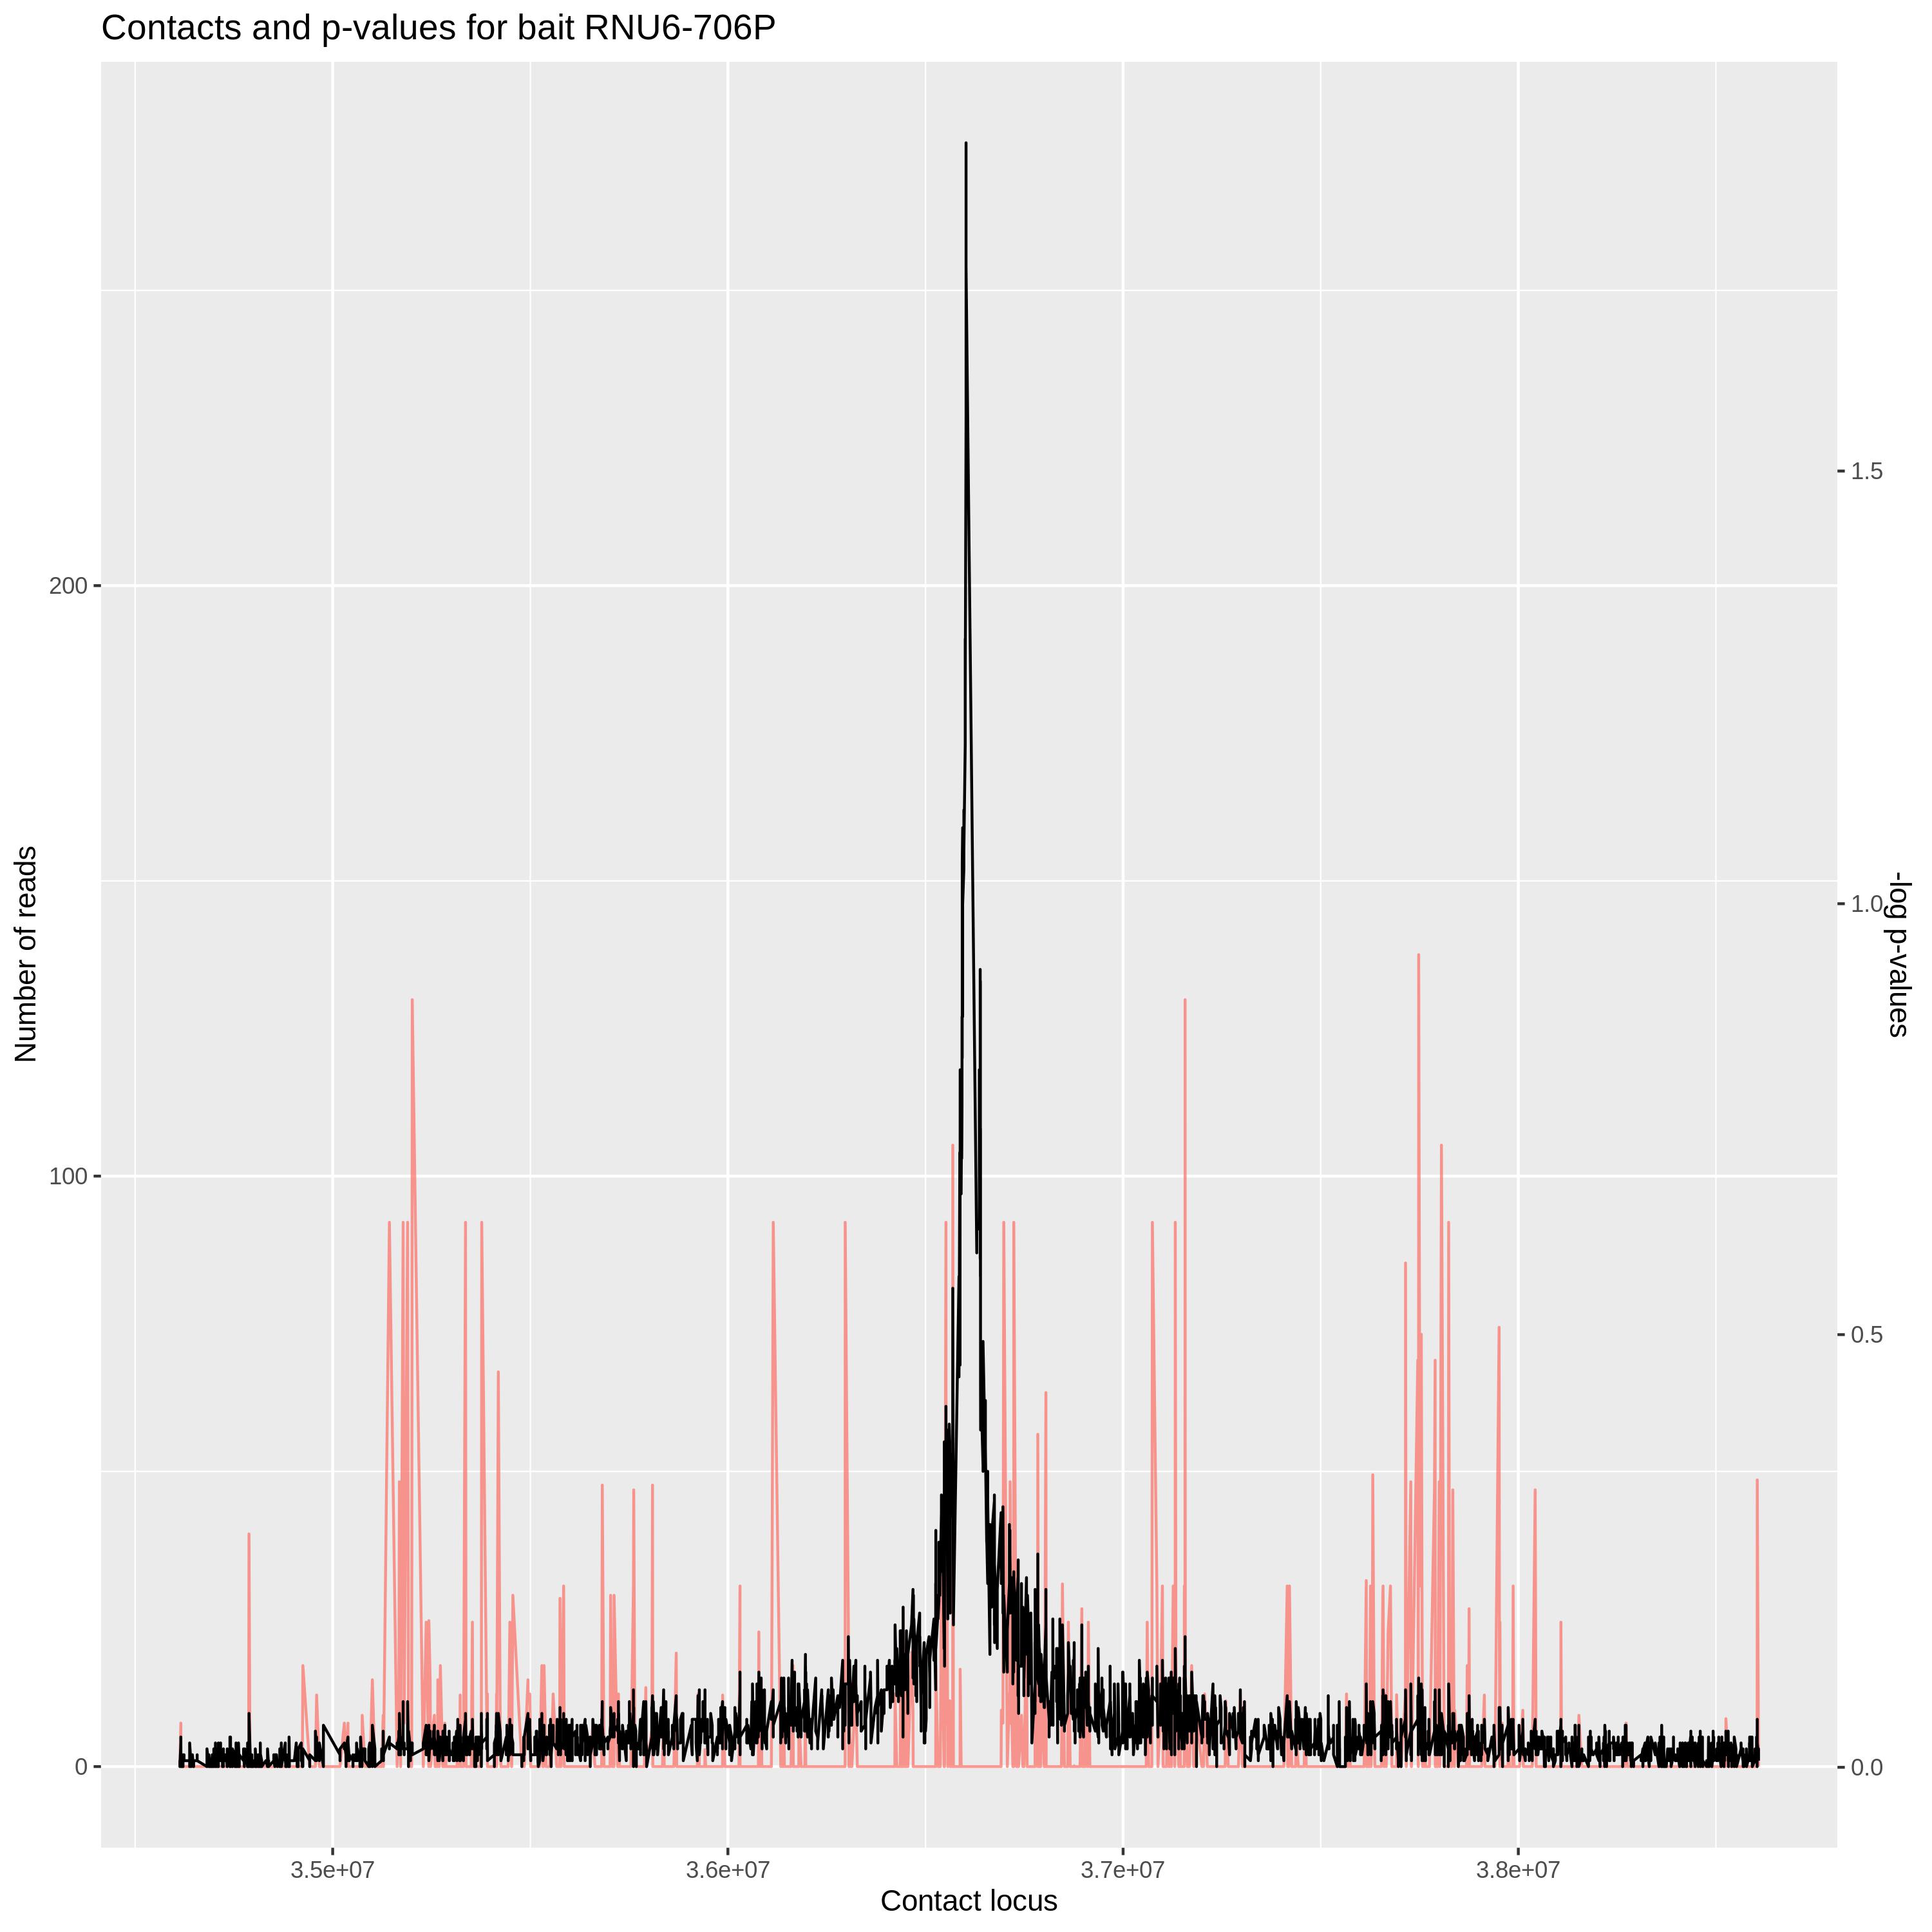 Contacts and p-values for bait RNU6-706P
Number of reads
200
100
0
1.5
1.0
0.5
0.0
-log p-values
3.5e+07 3.6e+07 3.7e+07 3.8e+07
Contact locus